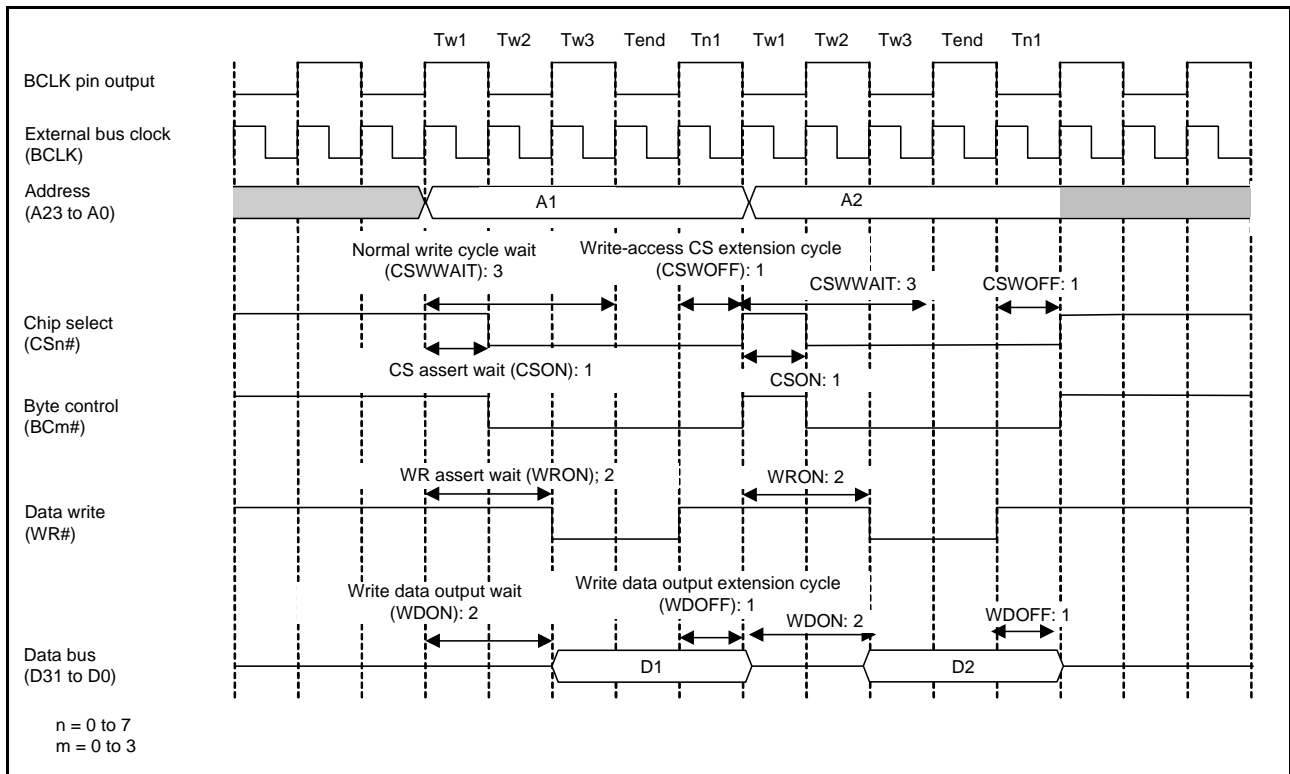 Tw1 Tw2 Tw3 Tend Tn1 Tw1 Tw2 Tw3 Tend Tn1
BCLK pin output
External bus clock
(BCLK)
Address
(A23 to A0)
A1
A2
Normal write cycle wait
(CSWWAIT): 3
Write-access CS extension cycle
(CSWOFF): 1
CSWWAIT: 3
CSWOFF: 1
Chip select
(CSn#)
CS assert wait (CSON): 1
CSON: 1
Byte control
(BCm#)
WR assert wait (WRON); 2
WRON: 2
Data write
(WR#)
Write data output wait
(WDON): 2
Write data output extension cycle
(WDOFF): 1
WDON: 2
WDOFF: 1
Data bus
(D31 to D0)
D1
D2
n = 0 to 7
m = 0 to 3